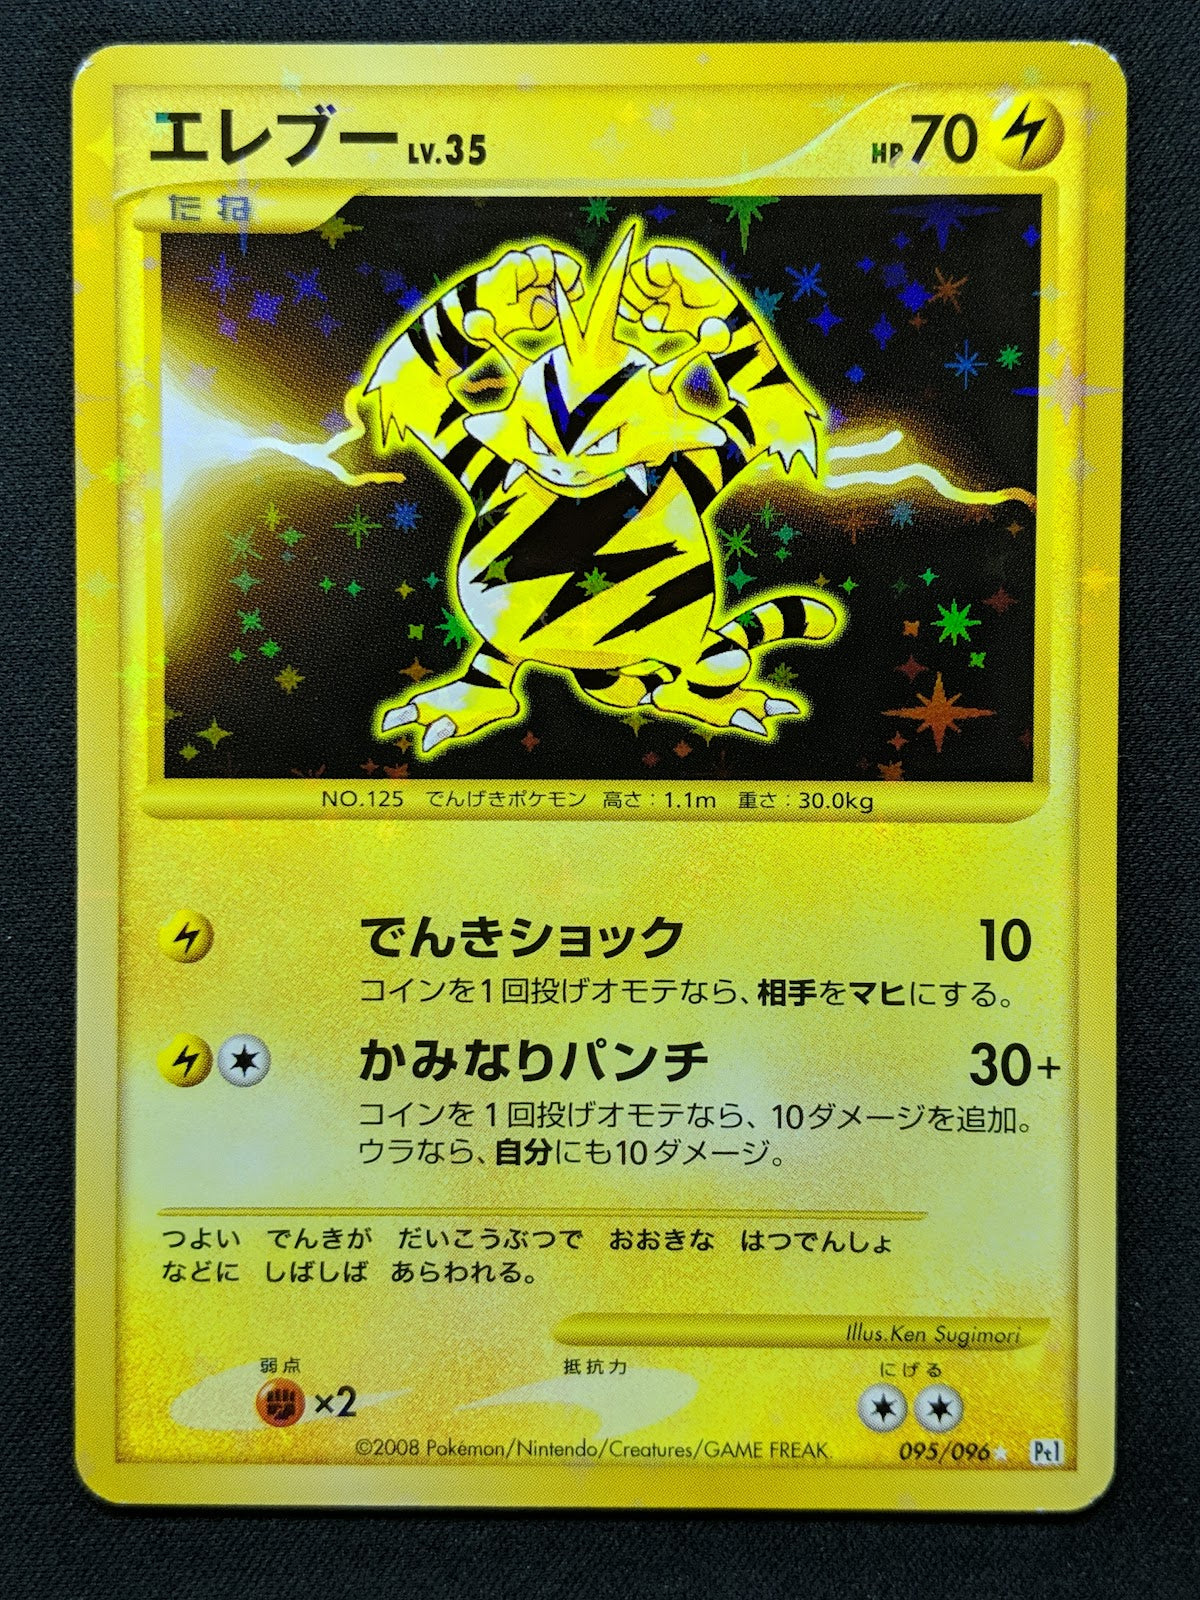 エレブー LV.35 HP 70
たね
NO.125 でんげきポケモン 高さ：1.1m 重さ：30.0kg
でんきショック 10
コインを1回投げオモテなら、相手をマヒにする。
かみなりパンチ 30+
コインを1回投げオモテなら、10ダメージを追加。
ウラなら、自分にも10ダメージ。
つよい でんきが だいこうぶつで おおきな はつでんしょ
などに しばしば あらわれる。
Illus.Ken Sugimori
弱点 抵抗力 にげる
×2
©2008 Pokémon/Nintendo/Creatures/GAME FREAK. 095/096★ Pt1